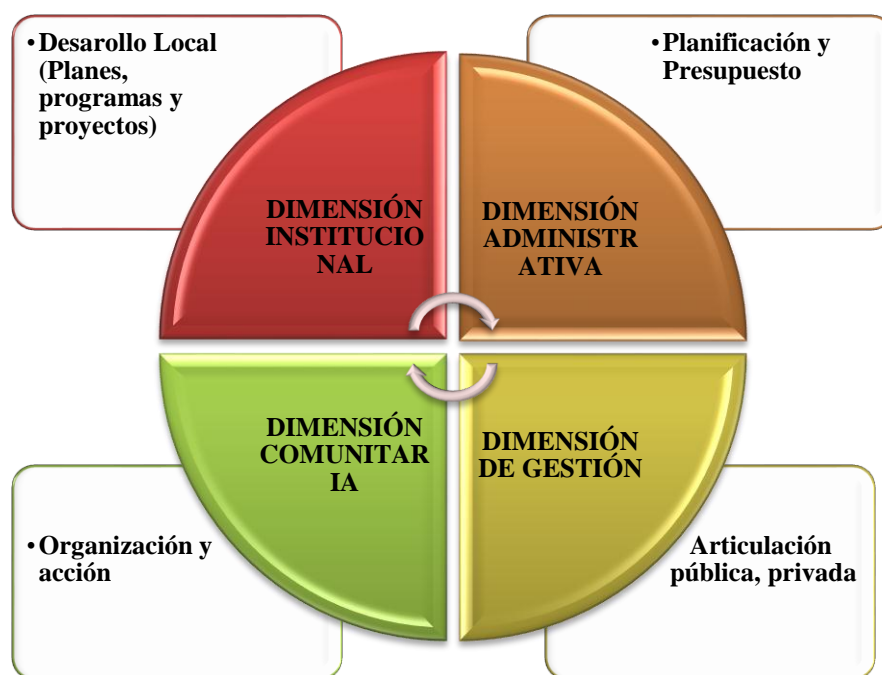 •Desarollo Local
(Planes,
programas y
proyectos)
•Planificación y
Presupuesto
DIMENSIÓN
INSTITUCIO
NAL
DIMENSIÓN
ADMINISTR
ATIVA
DIMENSIÓN
COMUNITAR
IA
DIMENSIÓN
DE GESTIÓN
•Organización y
acción
Articulación
pública, privada